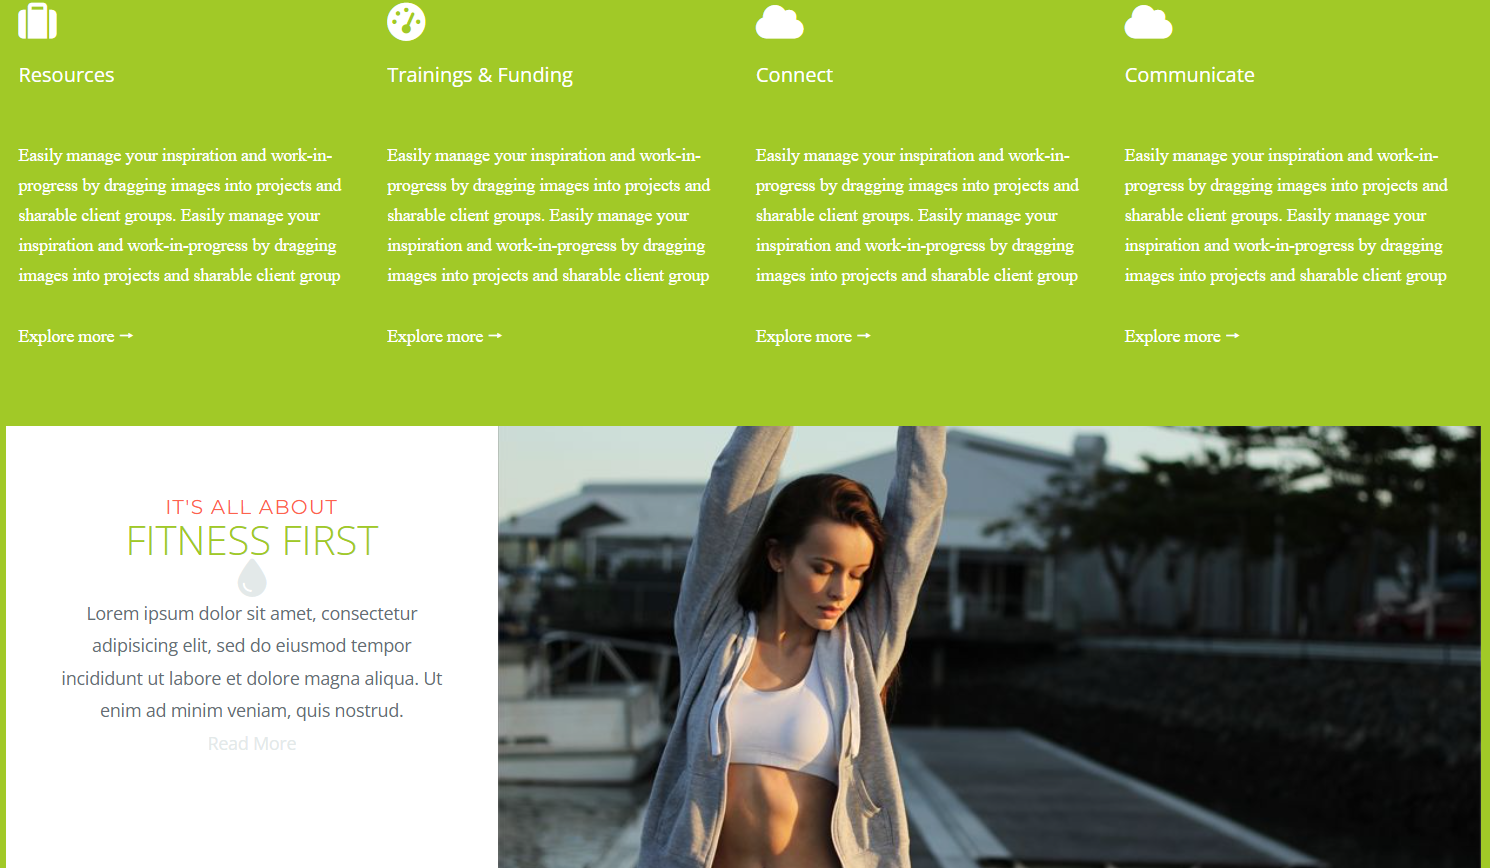 Resources
Trainings & Funding
Connect
Communicate
Easily manage your inspiration and work-in-
progress by dragging images into projects and
sharable client groups. Easily manage your
inspiration and work-in-progress by dragging
images into projects and sharable client group
Explore more →
Easily manage your inspiration and work-in-
progress by dragging images into projects and
sharable client groups. Easily manage your
inspiration and work-in-progress by dragging
images into projects and sharable client group
Explore more →
Easily manage your inspiration and work-in-
progress by dragging images into projects and
sharable client groups. Easily manage your
inspiration and work-in-progress by dragging
images into projects and sharable client group
Explore more →
Easily manage your inspiration and work-in-
progress by dragging images into projects and
sharable client groups. Easily manage your
inspiration and work-in-progress by dragging
images into projects and sharable client group
Explore more →
IT'S ALL ABOUT
FITNESS FIRST
Lorem ipsum dolor sit amet, consectetur
adipisicing elit, sed do eiusmod tempor
incididunt ut labore et dolore magna aliqua. Ut
enim ad minim veniam, quis nostrud.
Read More